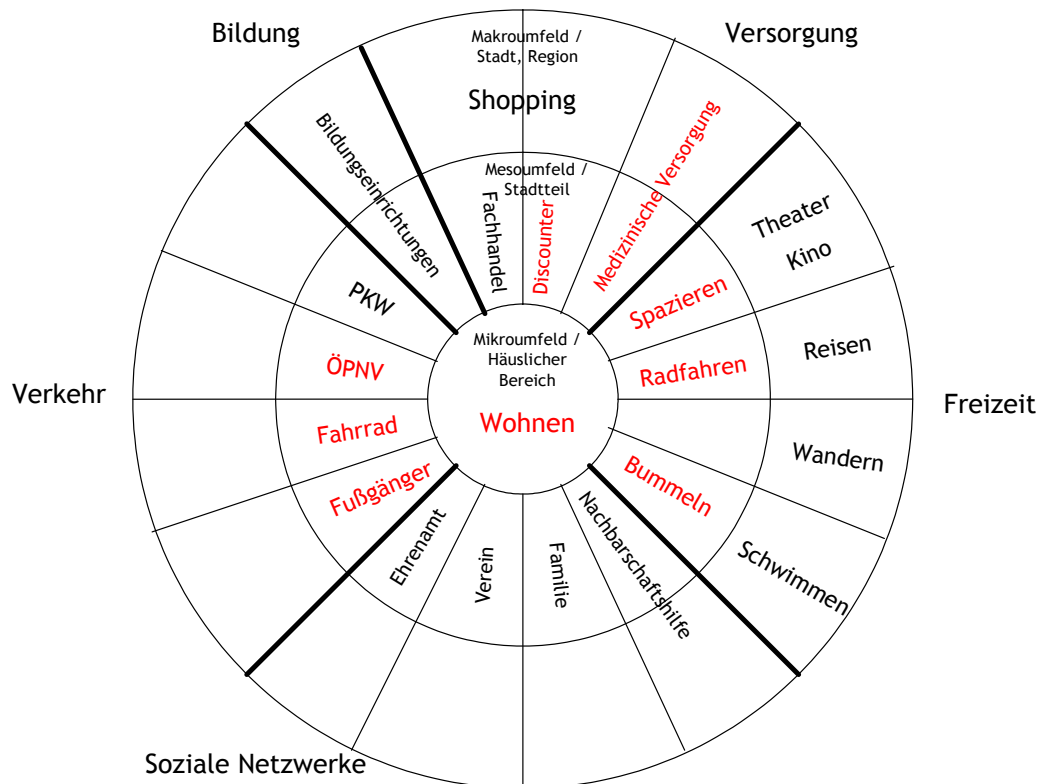 Bildung
Versorgung
Makroumfeld /
Stadt, Region
Shopping
Bildungseinrichtungen
Mesoumfeld /
Stadtteil
Fachhandel
Discounter
Medizinische Versorgung
Theater
Kino
Spazieren
PKW
Mikroumfeld /
Häuslicher
Bereich
Reisen
ÖPNV
Radfahren
Verkehr
Freizeit
Wohnen
Fahrrad
Wandern
Fußgänger
Bummeln
Ehrenamt
Verein
Familie
Nachbarschaftshilfe
Schwimmen
Soziale Netzwerke